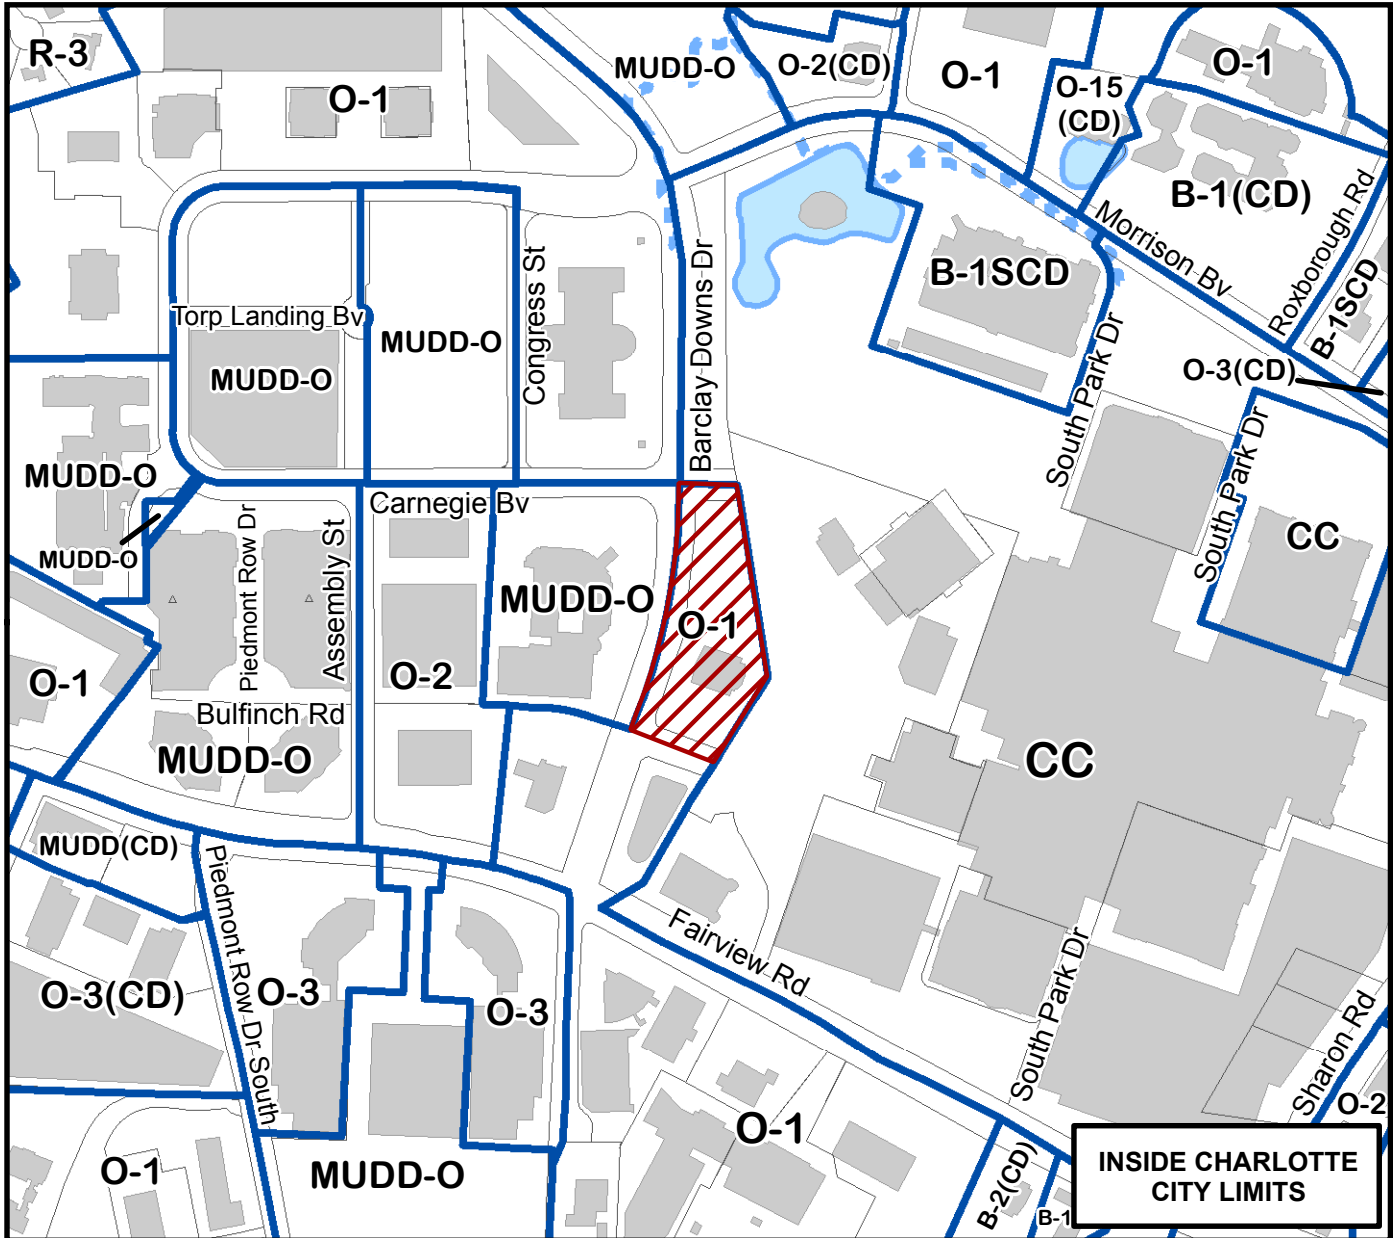 R-3
O-1
MUDD-O
O-2(CD)
O-1
O-15
(CD)
O-1
B-1(CD)
Roxborough Rd
Morrison Bv
B-1SCD
B-1SCD
Torp Landing Bv
MUDD-O
MUDD-O
Congress St
Barclay Downs Dr
South Park Dr
O-3(CD)
South Park Dr
MUDD-O
MUDD-O
Carnegie Bv
Piedmont Row Dr
Assembly St
MUDD-O
O-1
CC
O-1
O-2
Bulfinch Rd
MUDD-O
CC
MUDD(CD)
Piedmont Row Dr South
Fairview Rd
O-3(CD)
O-3
O-3
South Park Dr
Sharon Rd
O-2
O-1
O-1
MUDD-O
B-2(CD)
B-1
INSIDE CHARLOTTE
CITY LIMITS